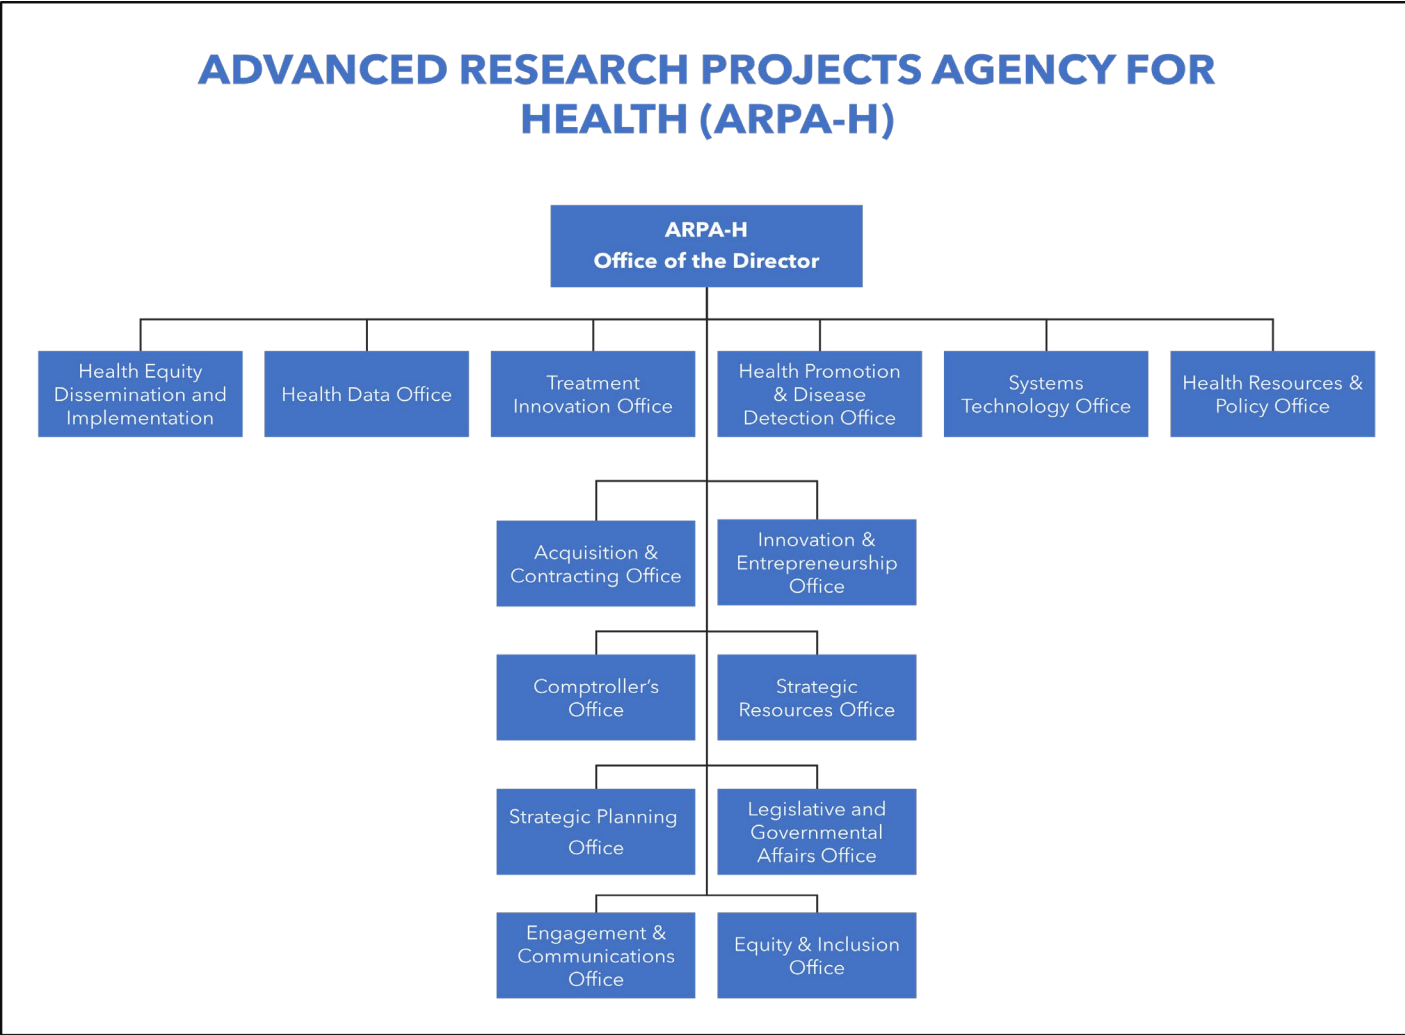 ADVANCED RESEARCH PROJECTS AGENCY FOR
HEALTH (ARPA-H)
ARPA-H
Office of the Director
Health Equity
Dissemination and
Implementation
Health Data Office
Treatment
Innovation Office
Health Promotion
& Disease
Detection Office
Systems
Technology Office
Health Resources &
Policy Office
Acquisition &
Contracting Office
Innovation &
Entrepreneurship
Office
Comptroller’s
Office
Strategic
Resources Office
Strategic Planning
Office
Legislative and
Governmental
Affairs Office
Engagement &
Communications
Office
Equity & Inclusion
Office